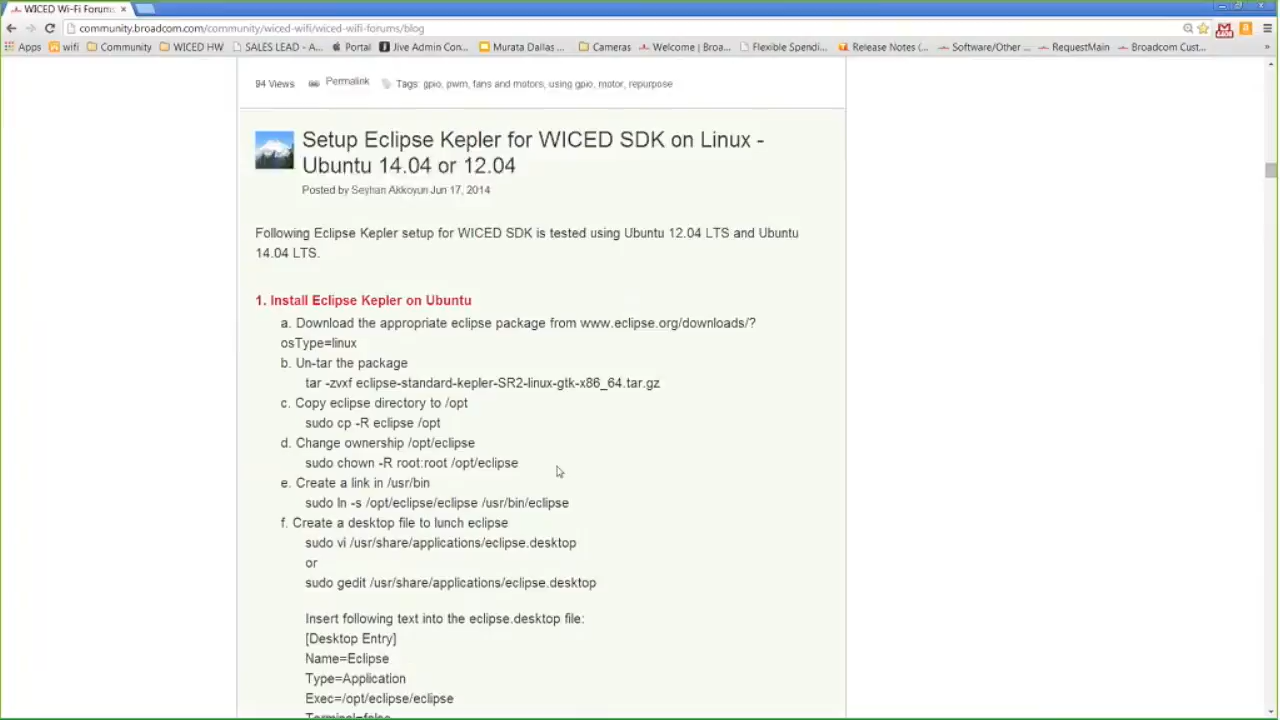 WICED Wi-Fi Forums
community.broadcom.com/community/wiced-wifi/wiced-wifi-forums/blog
Apps wifi Community WICED HW SALES LEAD - A... Portal Jive Admin Con... Murata Dallas ... Cameras Welcome | Broa... Flexible Spendi... Release Notes (... Software/Other ... RequestMain Broadcom Cust... »
94 Views Permalink Tags: gpio, pwm, fans and motors, using gpio, motor, repurpose
Setup Eclipse Kepler for WICED SDK on Linux -
Ubuntu 14.04 or 12.04
Posted by Seyhan Akkoyun Jun 17, 2014
Following Eclipse Kepler setup for WICED SDK is tested using Ubuntu 12.04 LTS and Ubuntu
14.04 LTS.
1. Install Eclipse Kepler on Ubuntu
a. Download the appropriate eclipse package from www.eclipse.org/downloads/?
osType=linux
b. Un-tar the package
tar -zvxf eclipse-standard-kepler-SR2-linux-gtk-x86_64.tar.gz
c. Copy eclipse directory to /opt
sudo cp -R eclipse /opt
d. Change ownership /opt/eclipse
sudo chown -R root:root /opt/eclipse
e. Create a link in /usr/bin
sudo ln -s /opt/eclipse/eclipse /usr/bin/eclipse
f. Create a desktop file to lunch eclipse
sudo vi /usr/share/applications/eclipse.desktop
or
sudo gedit /usr/share/applications/eclipse.desktop
Insert following text into the eclipse.desktop file:
[Desktop Entry]
Name=Eclipse
Type=Application
Exec=/opt/eclipse/eclipse
Terminal=false